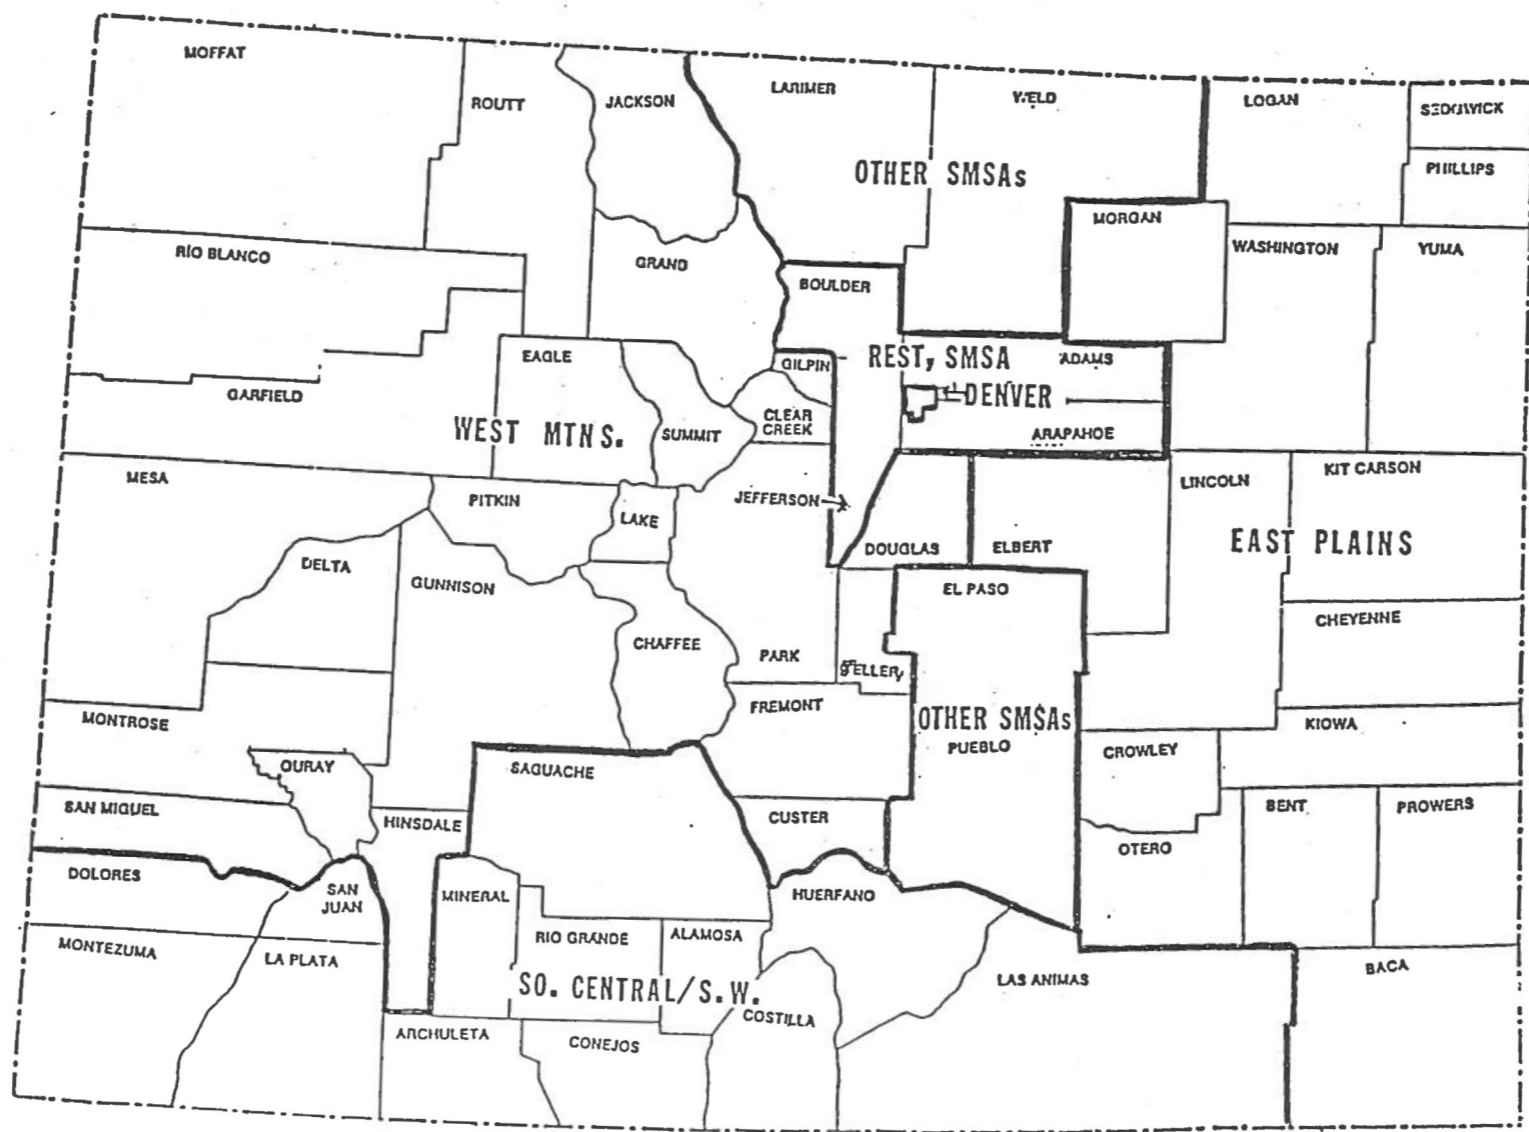 MOFFAT
ROUTT
JACKSON
LARIMER
WELD
LOGAN
SEDGWICK
PHILLIPS
OTHER SMSAs
MORGAN
WASHINGTON
YUMA
RIO BLANCO
GRAND
BOULDER
EAGLE
GILPIN
REST, SMSA
ADAMS
GARFIELD
DENVER
WEST MTNS.
SUMMIT
CLEAR
CREEK
ARAPAHOE
MESA
PITKIN
LAKE
JEFFERSON
LINCOLN
KIT CARSON
DELTA
GUNNISON
DOUGLAS
ELBERT
EAST PLAINS
EL PASO
CHEYENNE
CHAFFEE
PARK
TELLER
MONTROSE
FREMONT
OTHER SMSAs
PUEBLO
KIOWA
OURAY
SAGUACHE
CROWLEY
SAN MIGUEL
HINSDALE
CUSTER
BENT
PROWERS
OTERO
DOLORES
SAN
JUAN
MINERAL
HUERFANO
MONTEZUMA
LA PLATA
RIO GRANDE
ALAMOSA
SO. CENTRAL/S.W.
LAS ANIMAS
BACA
ARCHULETA
CONEJOS
COSTILLA